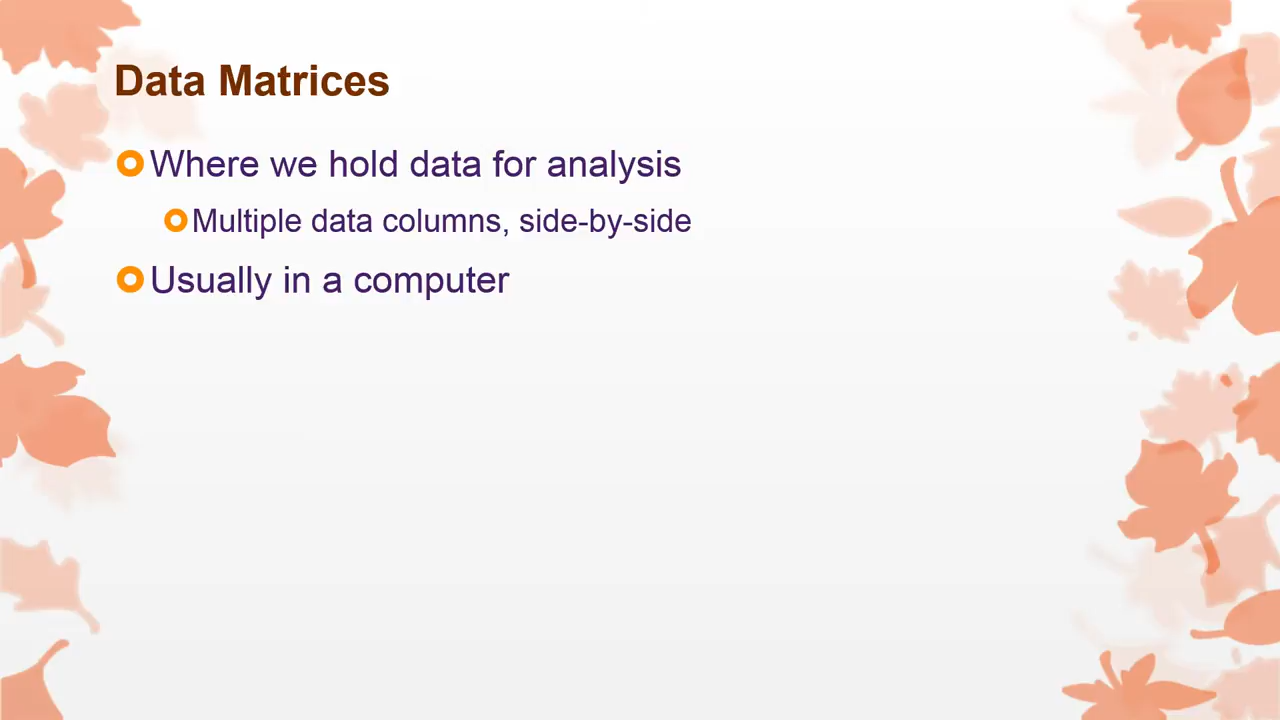 Data Matrices
Where we hold data for analysis
Multiple data columns, side-by-side
Usually in a computer